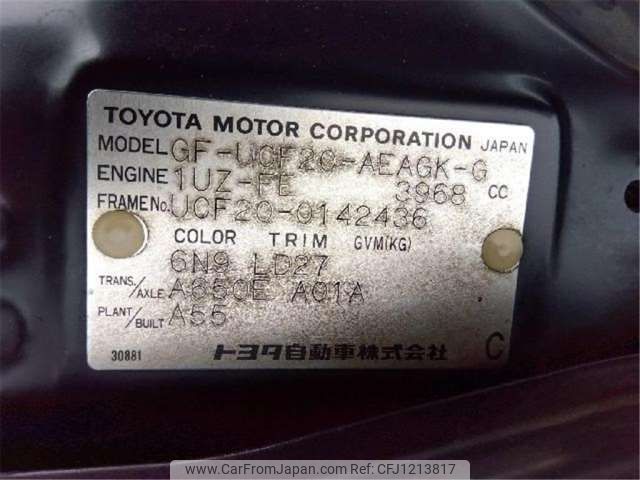 TOYOTA MOTOR CORPORATION JAPAN
MODEL GF-UCF20-AEAGK-G
ENGINE 1UZ-FE 3968 CC
FRAME No. UCF20-0142436
COLOR TRIM GVM(KG)
6N9 LD27
TRANS./AXLE A650E A01A
PLANT/BUILT A55
30881 トヨタ自動車株式会社 C
www.CarFromJapan.com | Stock ID: CFJ1213817